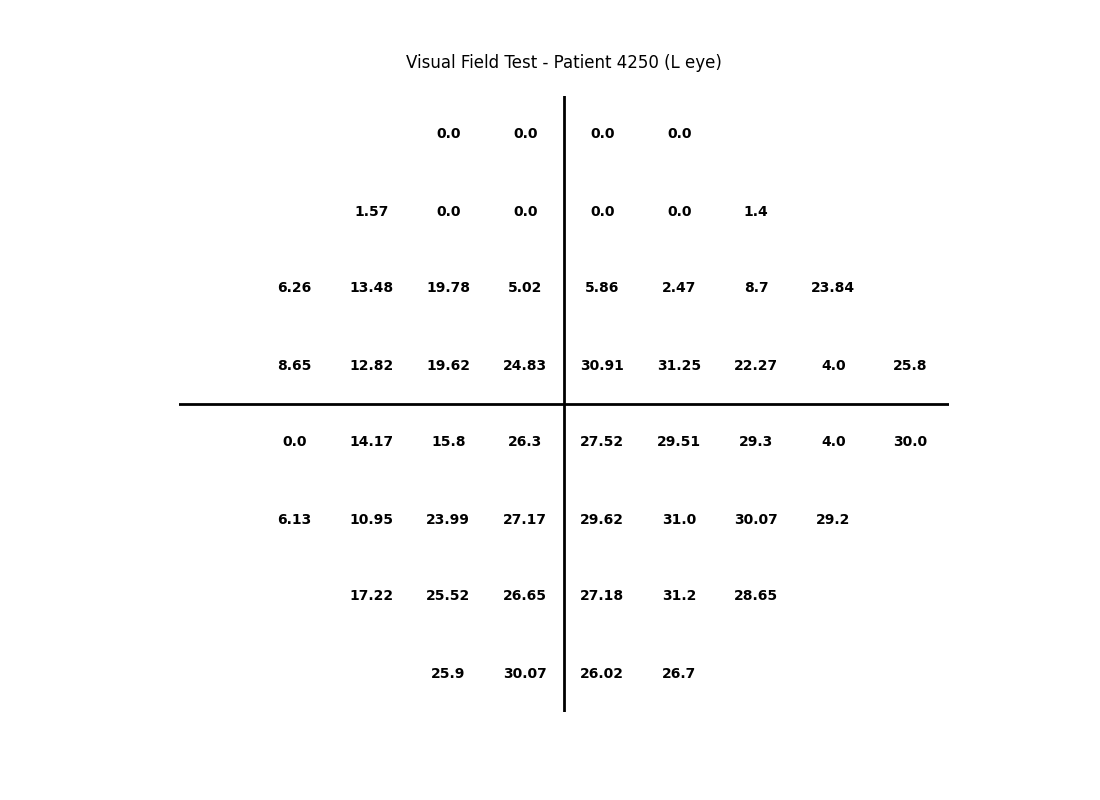 Visual Field Test - Patient 4250 (L eye)
0.0 0.0 0.0 0.0
1.57 0.0 0.0 0.0 0.0 1.4
6.26 13.48 19.78 5.02 5.86 2.47 8.7 23.84
8.65 12.82 19.62 24.83 30.91 31.25 22.27 4.0 25.8
0.0 14.17 15.8 26.3 27.52 29.51 29.3 4.0 30.0
6.13 10.95 23.99 27.17 29.62 31.0 30.07 29.2
17.22 25.52 26.65 27.18 31.2 28.65
25.9 30.07 26.02 26.7